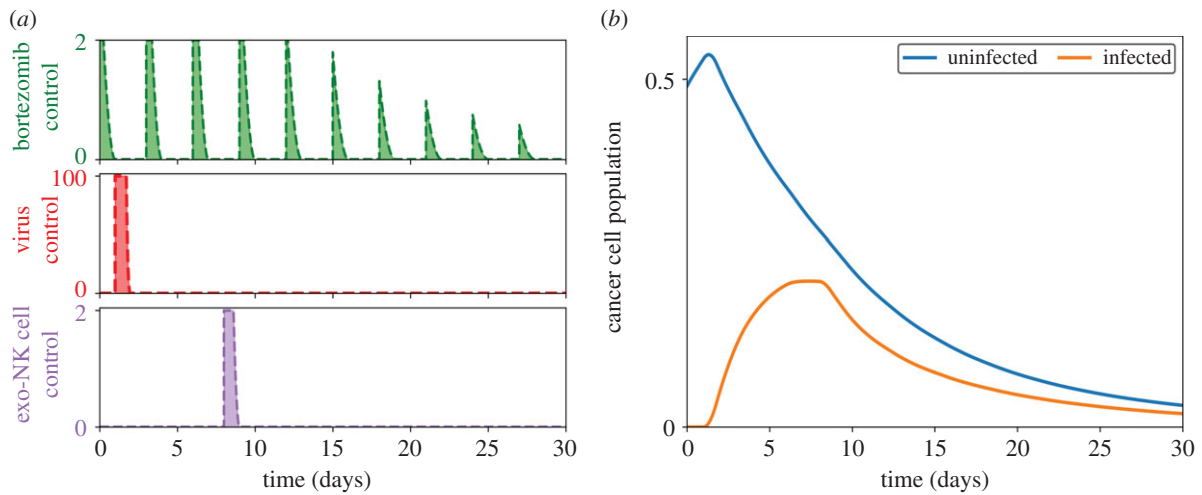 (a)
bortezomib
control
2
0
virus
control
100
0
exo-NK cell
control
2
0
0 5 10 15 20 25 30
time (days)
(b)
uninfected infected
cancer cell population
0.5
0
0 5 10 15 20 25 30
time (days)